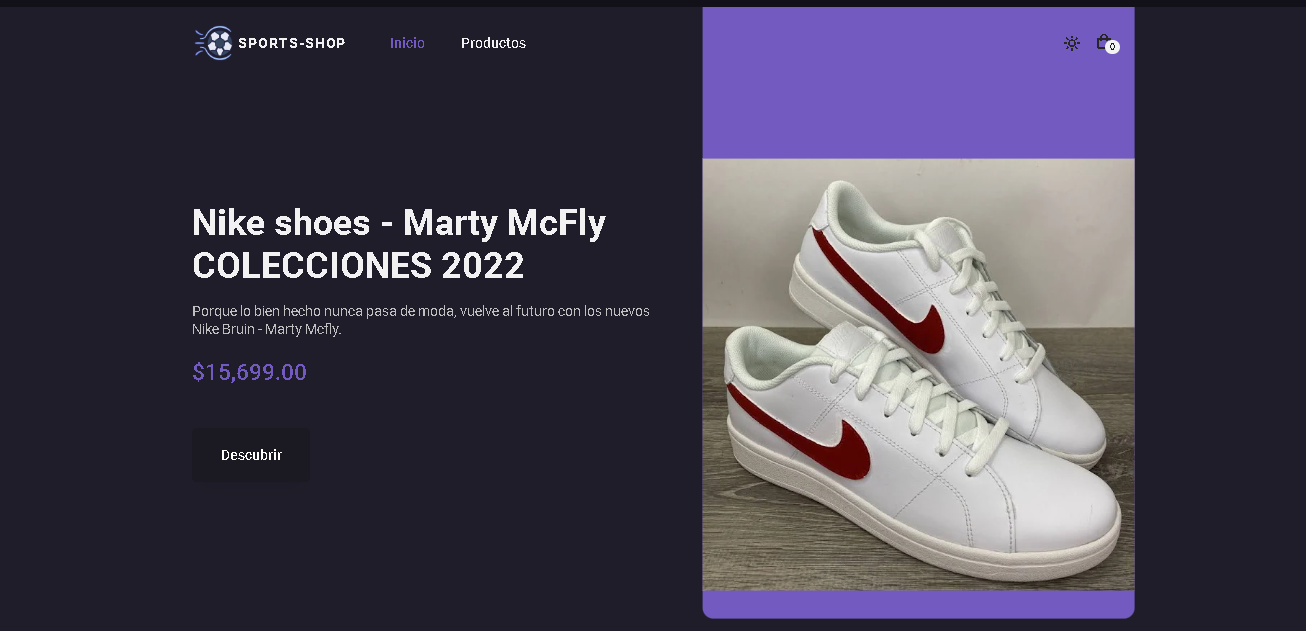 SPORTS-SHOP
Inicio
Productos
0
Nike shoes - Marty McFly
COLECCIONES 2022
Porque lo bien hecho nunca pasa de moda, vuelve al futuro con los nuevos
Nike Bruin - Marty Mcfly.
$15,699.00
Descubrir